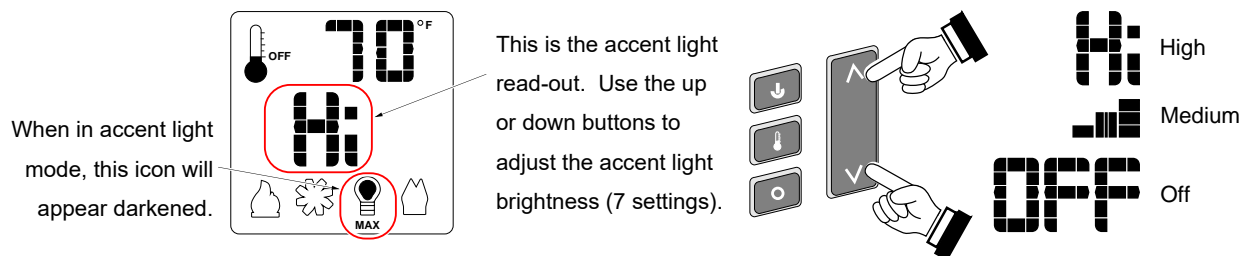 When in accent light
mode, this icon will
appear darkened.
OFF
70°F
Hi
MAX
This is the accent light
read-out.  Use the up
or down buttons to
adjust the accent light
brightness (7 settings).
Hi
High
Medium
OFF
Off